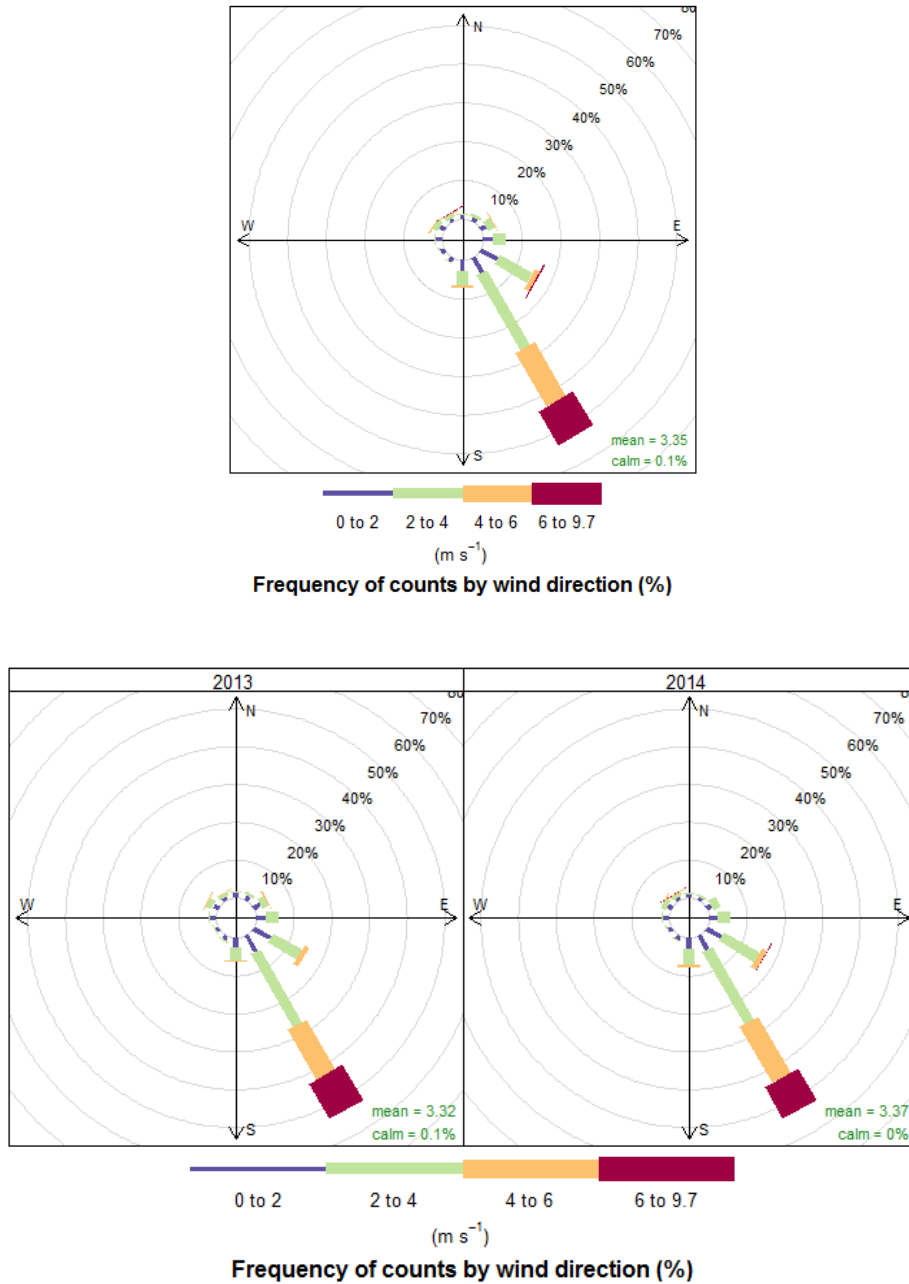 80
N
70%
60%
50%
40%
30%
20%
10%
W
E
S
mean = 3.35
calm = 0.1%
0 to 2 2 to 4 4 to 6 6 to 9.7
(m s⁻¹)
Frequency of counts by wind direction (%)
2013 2014
N
70%
60%
50%
40%
30%
20%
10%
W
E
S
mean = 3.32
calm = 0.1%
N
70%
60%
50%
40%
30%
20%
10%
W
E
S
mean = 3.37
calm = 0%
0 to 2 2 to 4 4 to 6 6 to 9.7
(m s⁻¹)
Frequency of counts by wind direction (%)